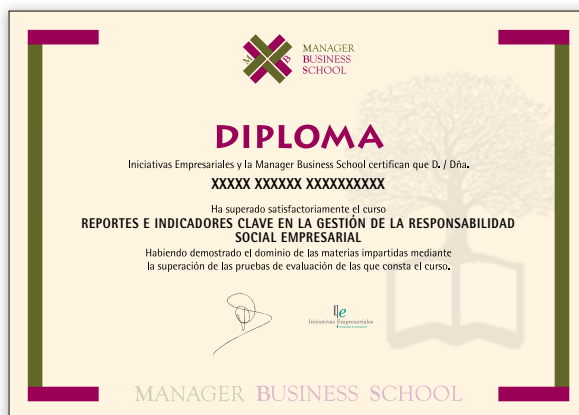 M B S
MANAGER
BUSINESS
SCHOOL
DIPLOMA
Iniciativas Empresariales y la Manager Business School certifican que D. / Dña.
XXXXX XXXXXX XXXXXXXXXX
Ha superado satisfactoriamente el curso
REPORTES E INDICADORES CLAVE EN LA GESTIÓN DE LA RESPONSABILIDAD
SOCIAL EMPRESARIAL
Habiendo demostrado el dominio de las materias impartidas mediante
la superación de las pruebas de evaluación de las que consta el curso.
Ie
Iniciativas Empresariales
MANAGER BUSINESS SCHOOL